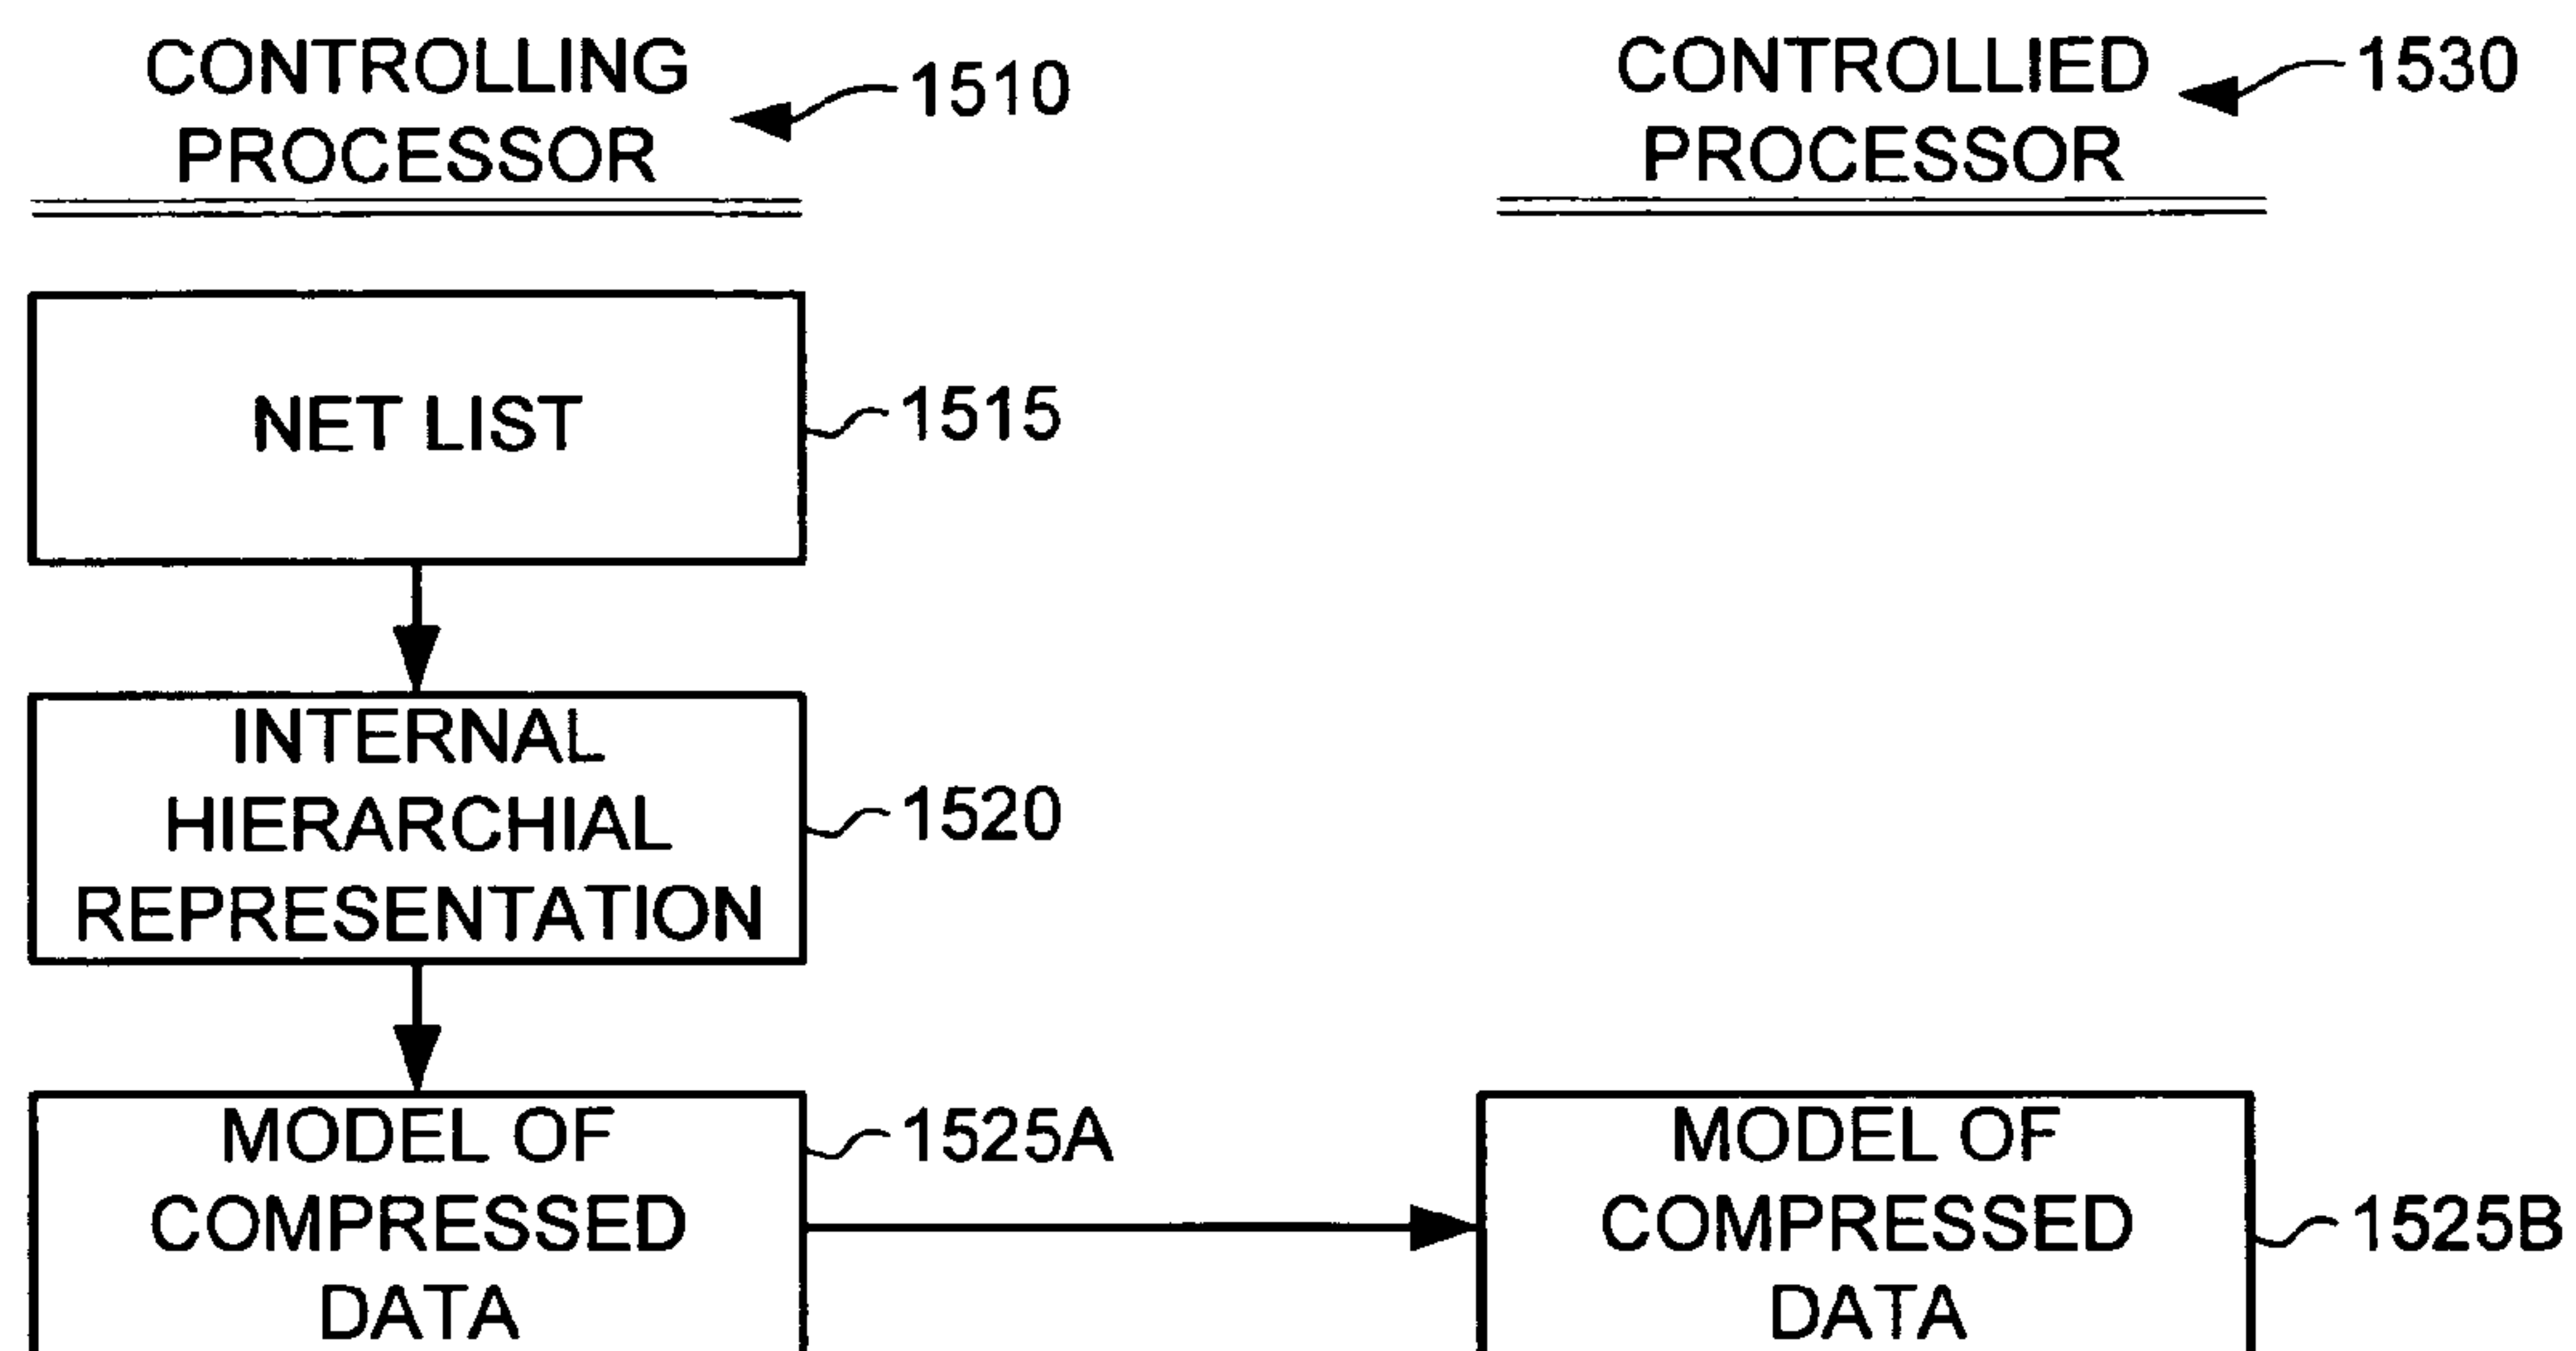 CONTROLLING
PROCESSOR
1510
CONTROLLIED
PROCESSOR
1530
NET LIST
1515
INTERNAL
HIERARCHIAL
REPRESENTATION
1520
MODEL OF
COMPRESSED
DATA
1525A
MODEL OF
COMPRESSED
DATA
1525B